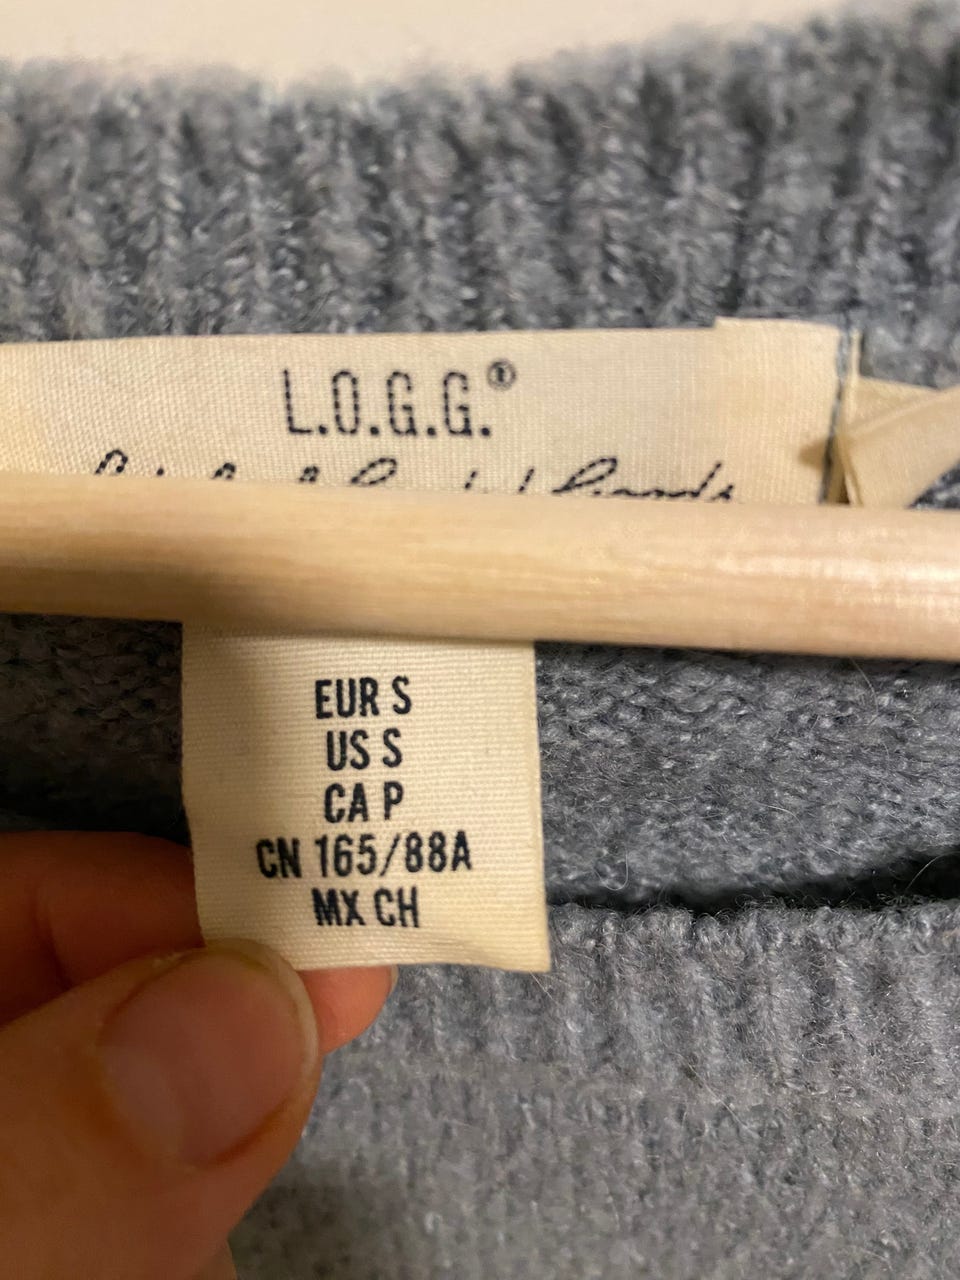 L.O.G.G.®
EUR S
US S
CA P
CN 165/88A
MX CH